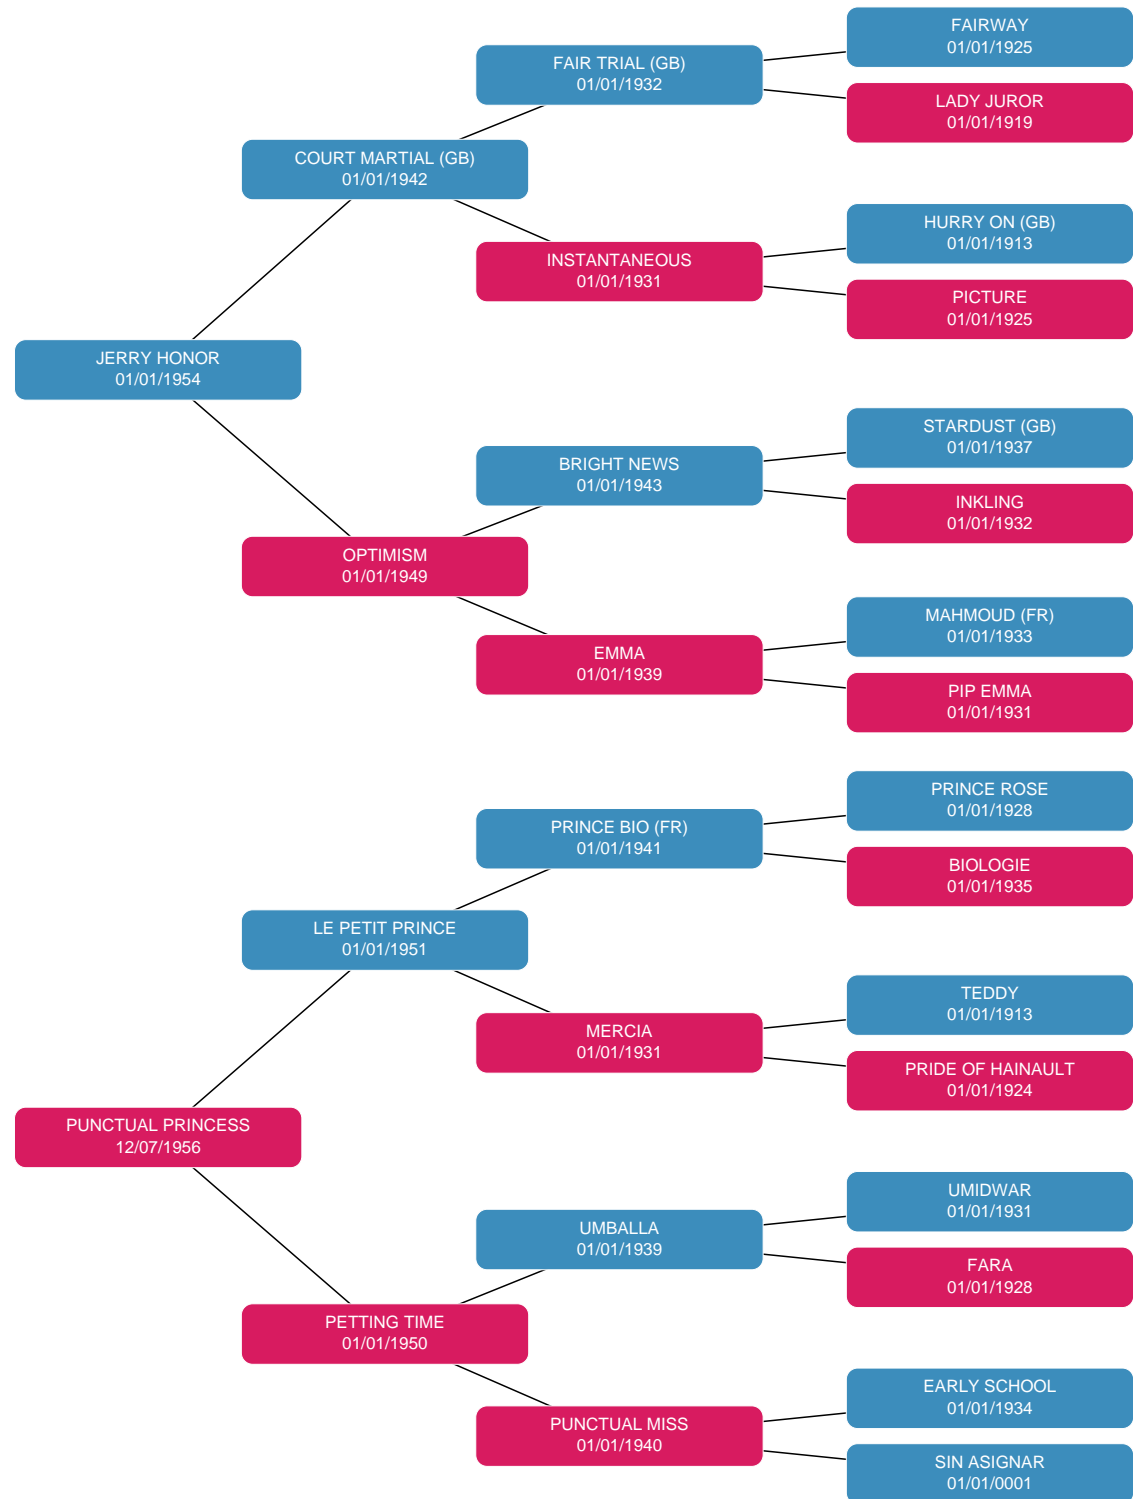 FAIRWAY
01/01/1925
FAIR TRIAL (GB)
01/01/1932
LADY JUROR
01/01/1919
COURT MARTIAL (GB)
01/01/1942
HURRY ON (GB)
01/01/1913
INSTANTANEOUS
01/01/1931
PICTURE
01/01/1925
JERRY HONOR
01/01/1954
STARDUST (GB)
01/01/1937
BRIGHT NEWS
01/01/1943
INKLING
01/01/1932
OPTIMISM
01/01/1949
MAHMOUD (FR)
01/01/1933
EMMA
01/01/1939
PIP EMMA
01/01/1931
PRINCE ROSE
01/01/1928
PRINCE BIO (FR)
01/01/1941
BIOLOGIE
01/01/1935
LE PETIT PRINCE
01/01/1951
TEDDY
01/01/1913
MERCIA
01/01/1931
PRIDE OF HAINAULT
01/01/1924
PUNCTUAL PRINCESS
12/07/1956
UMIDWAR
01/01/1931
UMBALLA
01/01/1939
FARA
01/01/1928
PETTING TIME
01/01/1950
EARLY SCHOOL
01/01/1934
PUNCTUAL MISS
01/01/1940
SIN ASIGNAR
01/01/0001